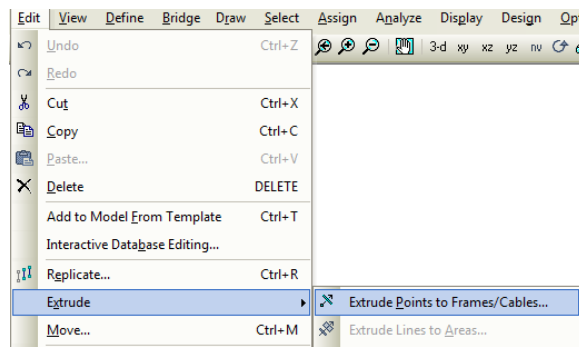 Edit View Define Bridge Draw Select Assign Analyze Display Design
Undo Ctrl+Z
3-d xy xz yz nv
Redo
Cut Ctrl+X
Copy Ctrl+C
Paste... Ctrl+V
Delete DELETE
Add to Model From Template Ctrl+T
Interactive Database Editing...
Replicate... Ctrl+R
Extrude Extrude Points to Frames/Cables...
Move... Ctrl+M Extrude Lines to Areas...